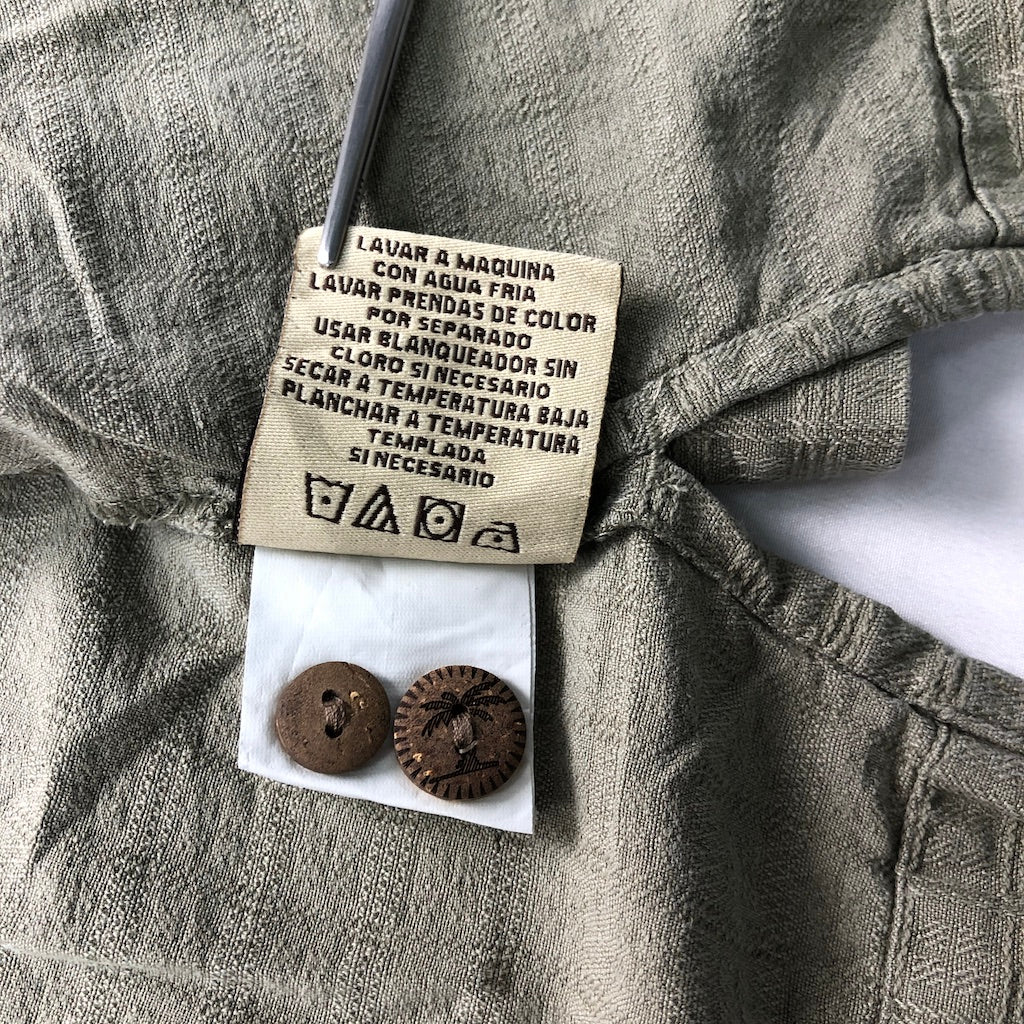 LAVAR A MAQUINA
CON AGUA FRIA
LAVAR PRENDAS DE COLOR
POR SEPARADO
USAR BLANQUEADOR SIN
CLORO SI NECESARIO
SECAR A TEMPERATURA BAJA
PLANCHAR A TEMPERATURA
TEMPLADA
SI NECESARIO